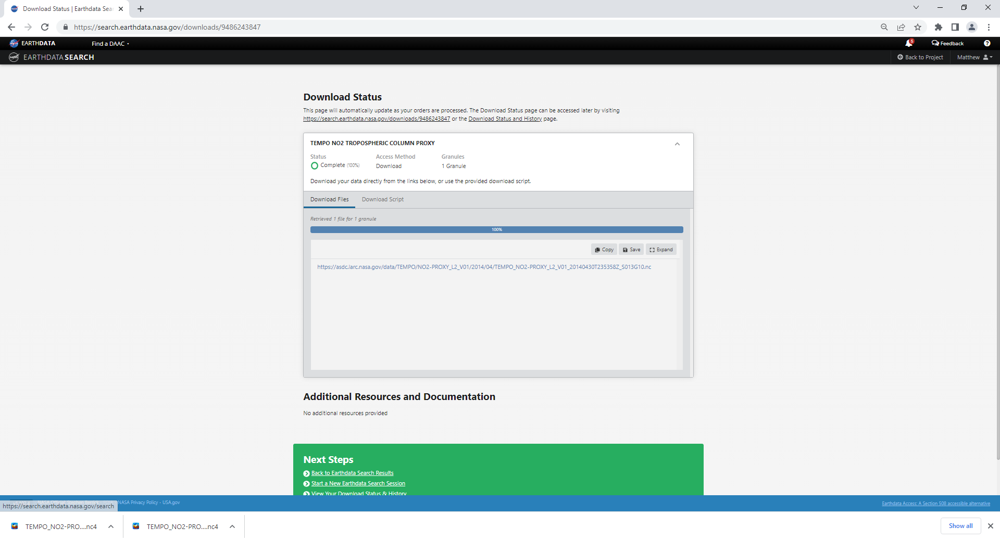 Download Status | Earthdata Sea
https://search.earthdata.nasa.gov/downloads/9486243847
EARTHDATA
Find a DAAC
6
Feedback
?
EARTHDATA SEARCH
Back to Project
Matthew
Download Status
This page will automatically update as your orders are processed. The Download Status page can be accessed later by visiting
https://search.earthdata.nasa.gov/downloads/9486243847 or the Download Status and History page.
TEMPO NO2 TROPOSPHERIC COLUMN PROXY
Status
Access Method
Granules
Complete (100%)
Download
1 Granule
Download your data directly from the links below, or use the provided download script.
Download Files
Download Script
Retrieved 1 file for 1 granule
100%
Copy
Save
Expand
https://asdc.larc.nasa.gov/data/TEMPO/NO2-PROXY_L2_V01/2014/04/TEMPO_NO2-PROXY_L2_V01_20140430T235358Z_S013G10.nc
Additional Resources and Documentation
No additional resources provided
Next Steps
Back to Earthdata Search Results
Start a New Earthdata Search Session
View Your Download Status & History
NASA Privacy Policy · USA.gov
Earthdata Access: A Section 508 accessible alternative
https://search.earthdata.nasa.gov/search
TEMPO_NO2-PRO....nc4
TEMPO_NO2-PRO....nc4
Show all